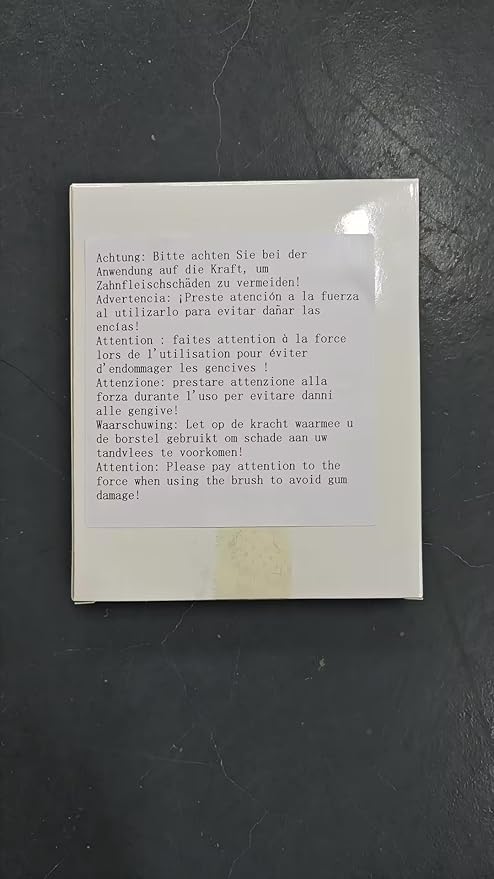 Achtung: Bitte achten Sie bei der
Anwendung auf die Kraft, um
Zahnfleischschäden zu vermeiden!
Advertencia: ¡Preste atención a la fuerza
al utilizarlo para evitar dañar las
encías!
Attention : faites attention à la force
lors de l'utilisation pour éviter
d'endommager les gencives !
Attenzione: prestare attenzione alla
forza durante l'uso per evitare danni
alle gengive!
Waarschuwing: Let op de kracht waarmee u
de borstel gebruikt om schade aan uw
tandvlees te voorkomen!
Attention: Please pay attention to the
force when using the brush to avoid gum
damage!